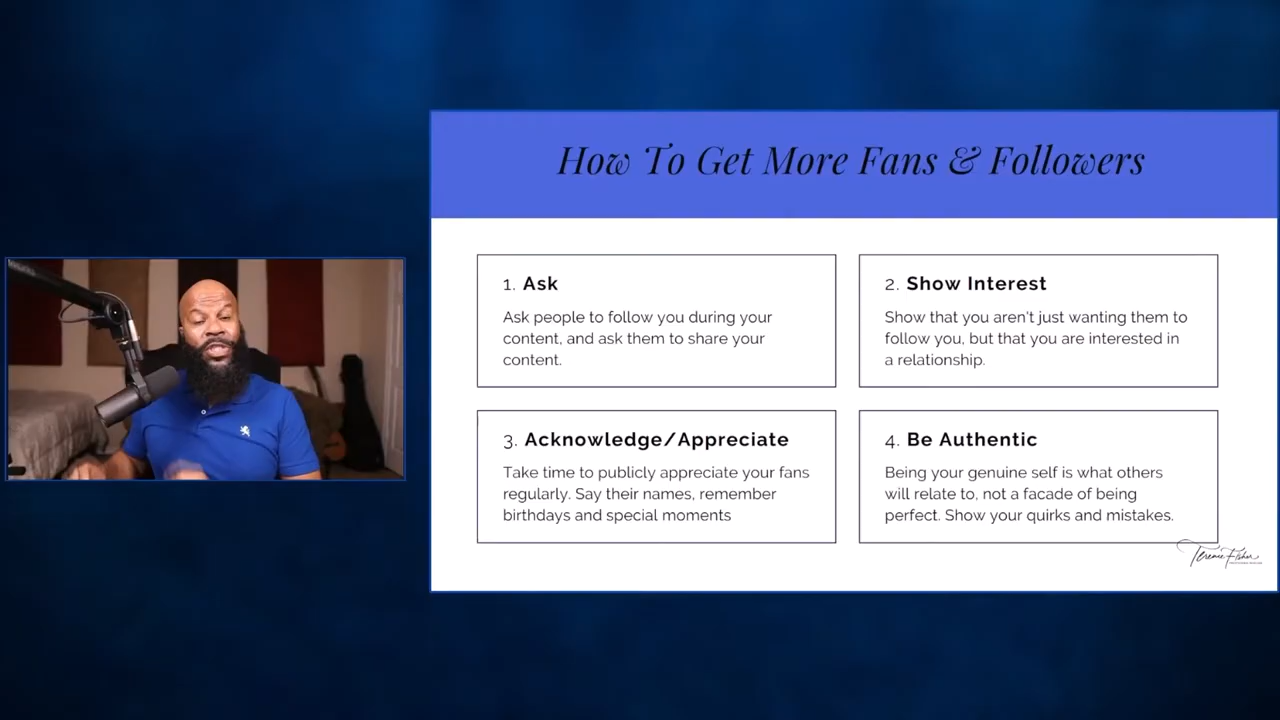 How To Get More Fans & Followers
1. Ask
Ask people to follow you during your
content, and ask them to share your
content.
2. Show Interest
Show that you aren't just wanting them to
follow you, but that you are interested in
a relationship.
3. Acknowledge/Appreciate
Take time to publicly appreciate your fans
regularly. Say their names, remember
birthdays and special moments
4. Be Authentic
Being your genuine self is what others
will relate to, not a facade of being
perfect. Show your quirks and mistakes.
Terence Fisher